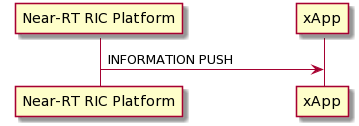 Near-RT RIC Platform
xApp
INFORMATION PUSH
Near-RT RIC Platform
xApp